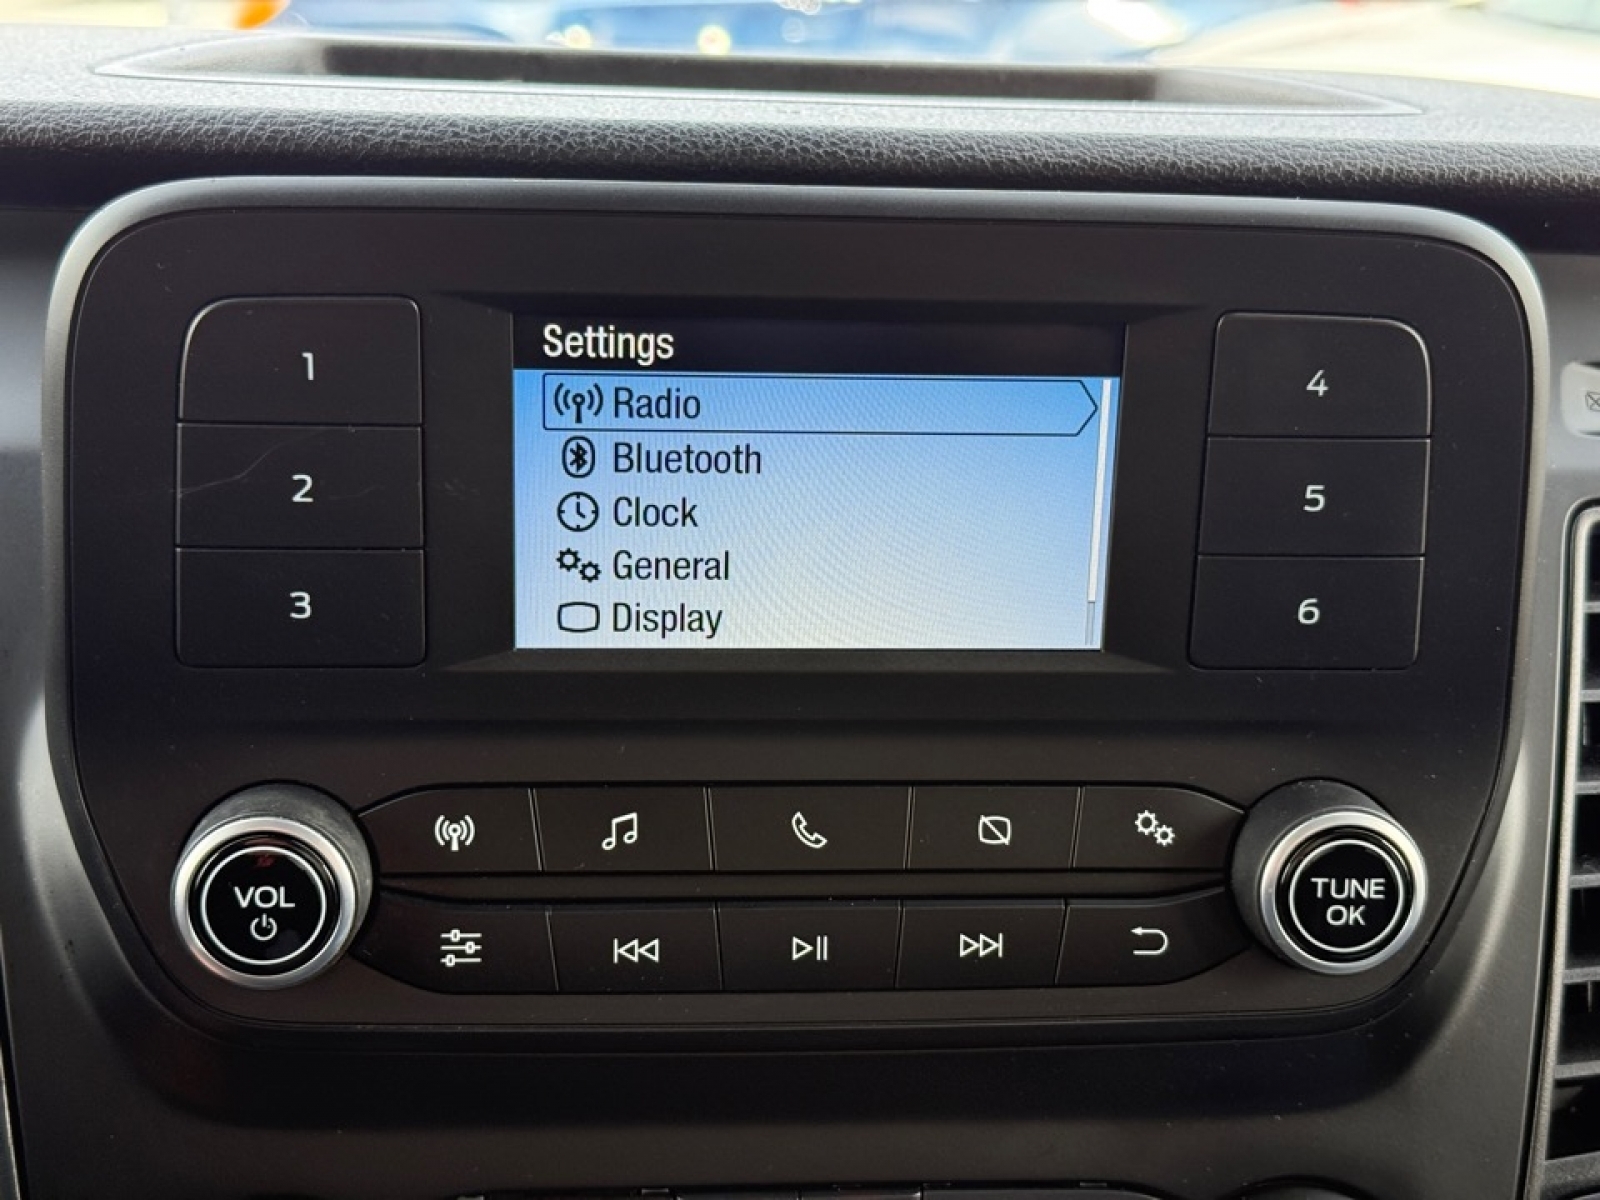 Settings
Radio
Bluetooth
Clock
General
Display
1
2
3
4
5
6
VOL
TUNE
OK